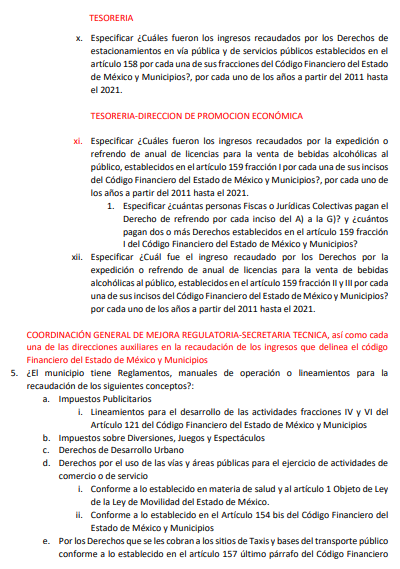 TESORERIA
x. Especificar ¿Cuáles fueron los ingresos recaudados por los Derechos de
estacionamientos en vía pública y de servicios públicos establecidos en el
artículo 158 por cada una de sus fracciones del Código Financiero del Estado
de México y Municipios?, por cada uno de los años a partir del 2011 hasta
el 2021.
TESORERIA-DIRECCION DE PROMOCION ECONÓMICA
xi. Especificar ¿Cuáles fueron los ingresos recaudados por la expedición o
refrendo de anual de licencias para la venta de bebidas alcohólicas al
público, establecidos en el artículo 159 fracción I por cada una de sus incisos
del Código Financiero del Estado de México y Municipios?, por cada uno de
los años a partir del 2011 hasta el 2021.
1. Especificar ¿cuántas personas Fiscas o Jurídicas Colectivas pagan el
Derecho de refrendo por cada inciso del A) a la G)? y ¿cuántos
pagan dos o más Derechos establecidos en el artículo 159 fracción
I del Código Financiero del Estado de México y Municipios?
xii. Especificar ¿Cuál fue el ingreso recaudado por los Derechos por la
expedición o refrendo de anual de licencias para la venta de bebidas
alcohólicas al público, establecidos en el artículo 159 fracción II y III por cada
una de sus incisos del Código Financiero del Estado de México y Municipios?
por cada uno de los años a partir del 2011 hasta el 2021.
COORDINACIÓN GENERAL DE MEJORA REGULATORIA-SECRETARIA TECNICA, así como cada
una de las direcciones auxiliares en la recaudación de los ingresos que delinea el código
Financiero del Estado de México y Municipios
5. ¿El municipio tiene Reglamentos, manuales de operación o lineamientos para la
recaudación de los siguientes conceptos?:
a. Impuestos Publicitarios
i. Lineamientos para el desarrollo de las actividades fracciones IV y VI del
Artículo 121 del Código Financiero del Estado de México y Municipios
b. Impuestos sobre Diversiones, Juegos y Espectáculos
c. Derechos de Desarrollo Urbano
d. Derechos por el uso de las vías y áreas públicas para el ejercicio de actividades de
comercio o de servicio
i. Conforme a lo establecido en materia de salud y al artículo 1 Objeto de Ley
de la Ley de Movilidad del Estado de México.
ii. Conforme a lo establecido en el Artículo 154 bis del Código Financiero del
Estado de México y Municipios
e. Por los Derechos que se les cobran a los sitios de Taxis y bases del transporte público
conforme a lo establecido en el artículo 157 último párrafo del Código Financiero